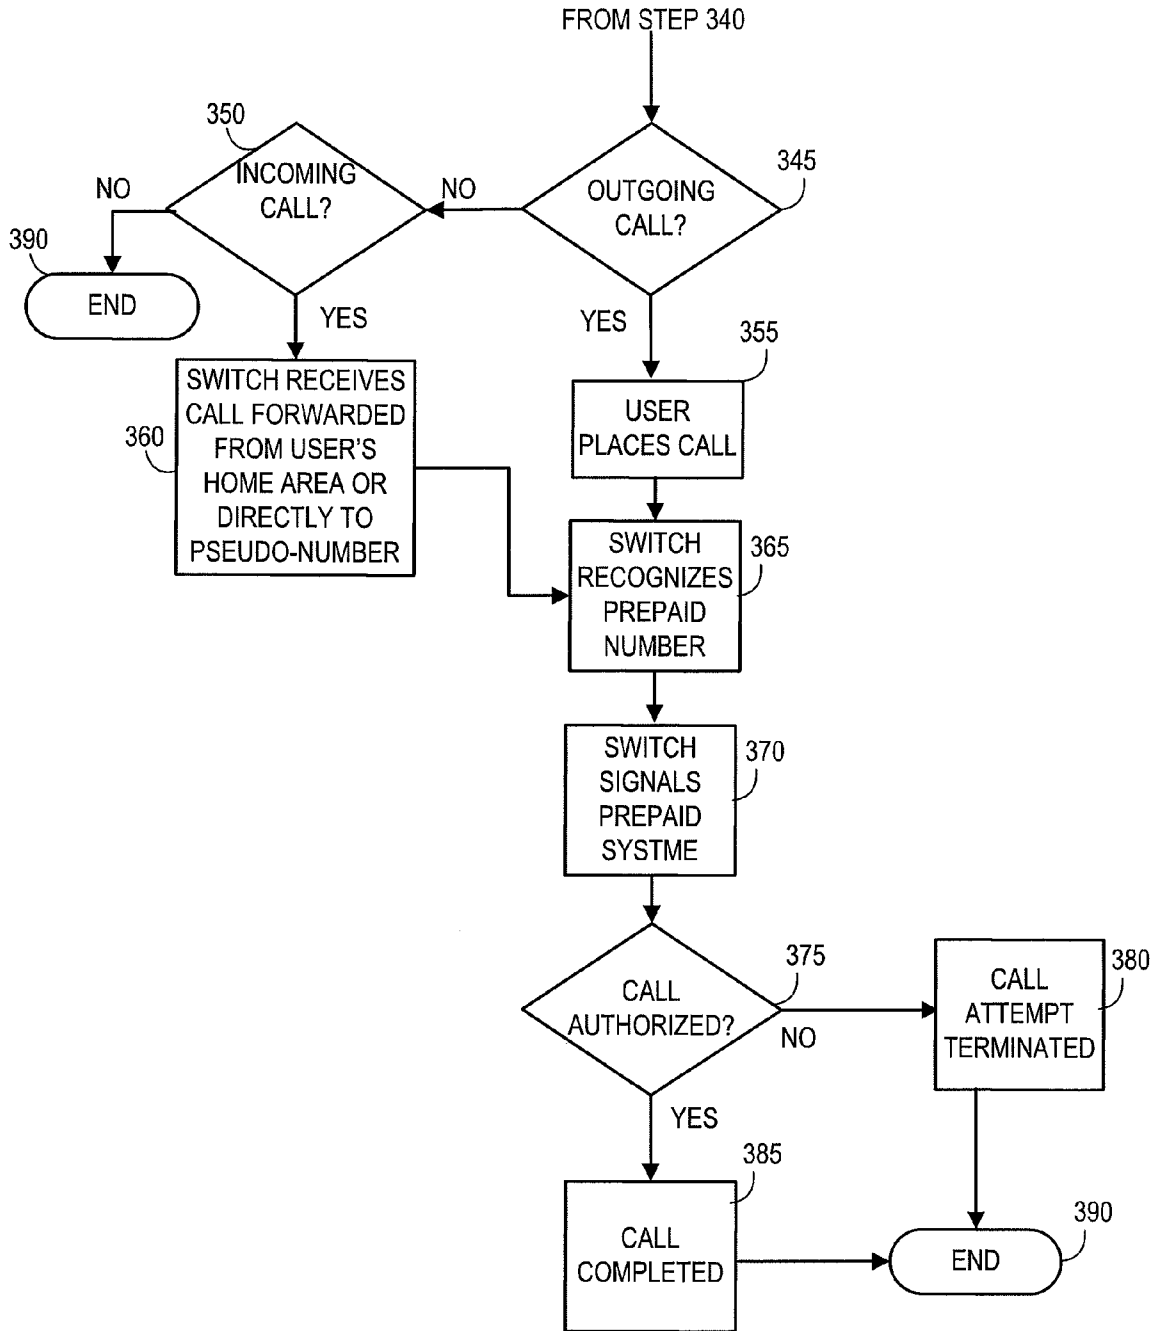 FROM STEP 340
350
INCOMING
CALL?
NO
NO
OUTGOING
CALL?
345
390
END
YES
YES
355
SWITCH RECEIVES
CALL FORWARDED
FROM USER'S
HOME AREA OR
DIRECTLY TO
PSEUDO-NUMBER
360
USER
PLACES CALL
SWITCH
RECOGNIZES
PREPAID
NUMBER
365
SWITCH
SIGNALS
PREPAID
SYSTME
370
CALL
AUTHORIZED?
375
NO
CALL
ATTEMPT
TERMINATED
380
YES
385
CALL
COMPLETED
END
390